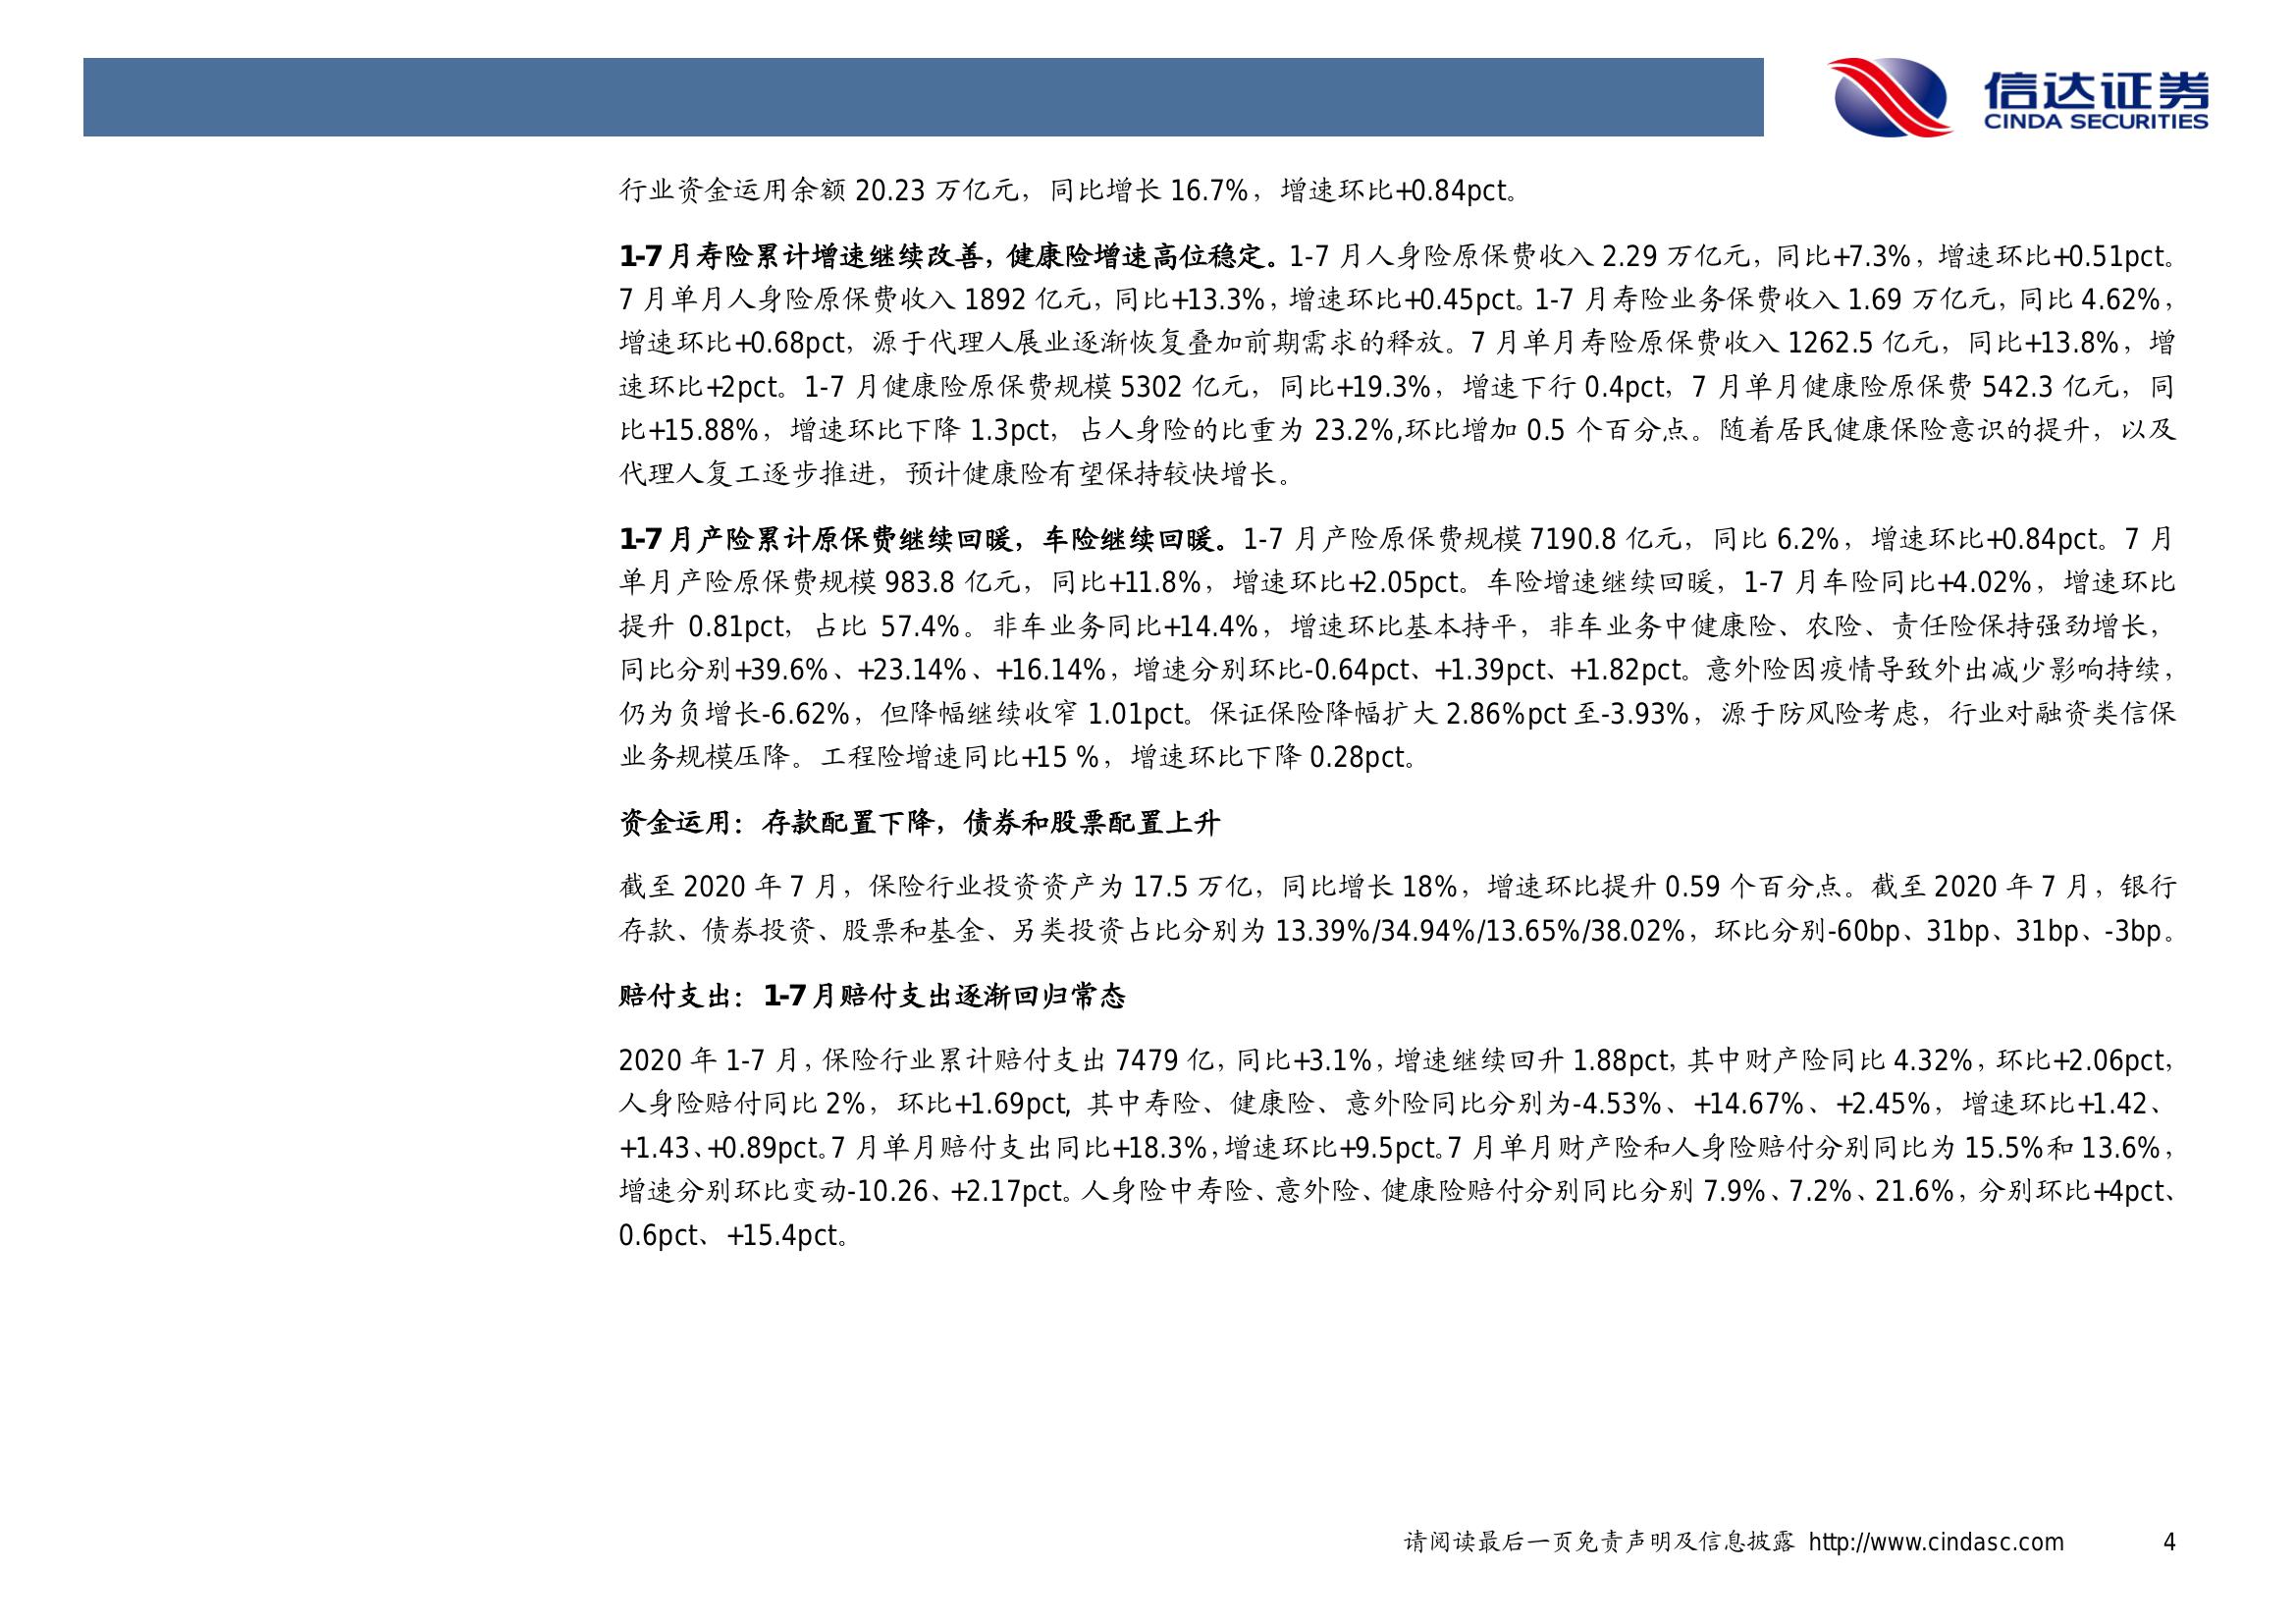 信达证券
CINDA SECURITIES
行业资金运用余额 20.23 万亿元，同比增长 16.7%，增速环比+0.84pct。
1-7 月寿险累计增速继续改善，健康险增速高位稳定。1-7 月人身险原保费收入 2.29 万亿元，同比+7.3%，增速环比+0.51pct。
7 月单月人身险原保费收入 1892 亿元，同比+13.3%，增速环比+0.45pct。1-7 月寿险业务保费收入 1.69 万亿元，同比 4.62%，
增速环比+0.68pct，源于代理人展业逐渐恢复叠加前期需求的释放。7 月单月寿险原保费收入 1262.5 亿元，同比+13.8%，增
速环比+2pct。1-7 月健康险原保费规模 5302 亿元，同比+19.3%，增速下行 0.4pct，7 月单月健康险原保费 542.3 亿元，同
比+15.88%，增速环比下降 1.3pct，占人身险的比重为 23.2%,环比增加 0.5 个百分点。随着居民健康保险意识的提升，以及
代理人复工逐步推进，预计健康险有望保持较快增长。
1-7 月产险累计原保费继续回暖，车险继续回暖。1-7 月产险原保费规模 7190.8 亿元，同比 6.2%，增速环比+0.84pct。7 月
单月产险原保费规模 983.8 亿元，同比+11.8%，增速环比+2.05pct。车险增速继续回暖，1-7 月车险同比+4.02%，增速环比
提升 0.81pct，占比 57.4%。非车业务同比+14.4%，增速环比基本持平，非车业务中健康险、农险、责任险保持强劲增长，
同比分别+39.6%、+23.14%、+16.14%，增速分别环比-0.64pct、+1.39pct、+1.82pct。意外险因疫情导致外出减少影响持续，
仍为负增长-6.62%，但降幅继续收窄 1.01pct。保证保险降幅扩大 2.86%pct 至-3.93%，源于防风险考虑，行业对融资类信保
业务规模压降。工程险增速同比+15 %，增速环比下降 0.28pct。
资金运用：存款配置下降，债券和股票配置上升
截至 2020 年 7 月，保险行业投资资产为 17.5 万亿，同比增长 18%，增速环比提升 0.59 个百分点。截至 2020 年 7 月，银行
存款、债券投资、股票和基金、另类投资占比分别为 13.39%/34.94%/13.65%/38.02%，环比分别-60bp、31bp、31bp、-3bp。
赔付支出：1-7 月赔付支出逐渐回归常态
2020 年 1-7 月，保险行业累计赔付支出 7479 亿，同比+3.1%，增速继续回升 1.88pct，其中财产险同比 4.32%，环比+2.06pct，
人身险赔付同比 2%，环比+1.69pct, 其中寿险、健康险、意外险同比分别为-4.53%、+14.67%、+2.45%，增速环比+1.42、
+1.43、+0.89pct。7 月单月赔付支出同比+18.3%，增速环比+9.5pct。7 月单月财产险和人身险赔付分别同比为 15.5%和 13.6%，
增速分别环比变动-10.26、+2.17pct。人身险中寿险、意外险、健康险赔付分别同比分别 7.9%、7.2%、21.6%，分别环比+4pct、
0.6pct、+15.4pct。
请阅读最后一页免责声明及信息披露 http://www.cindasc.com 4